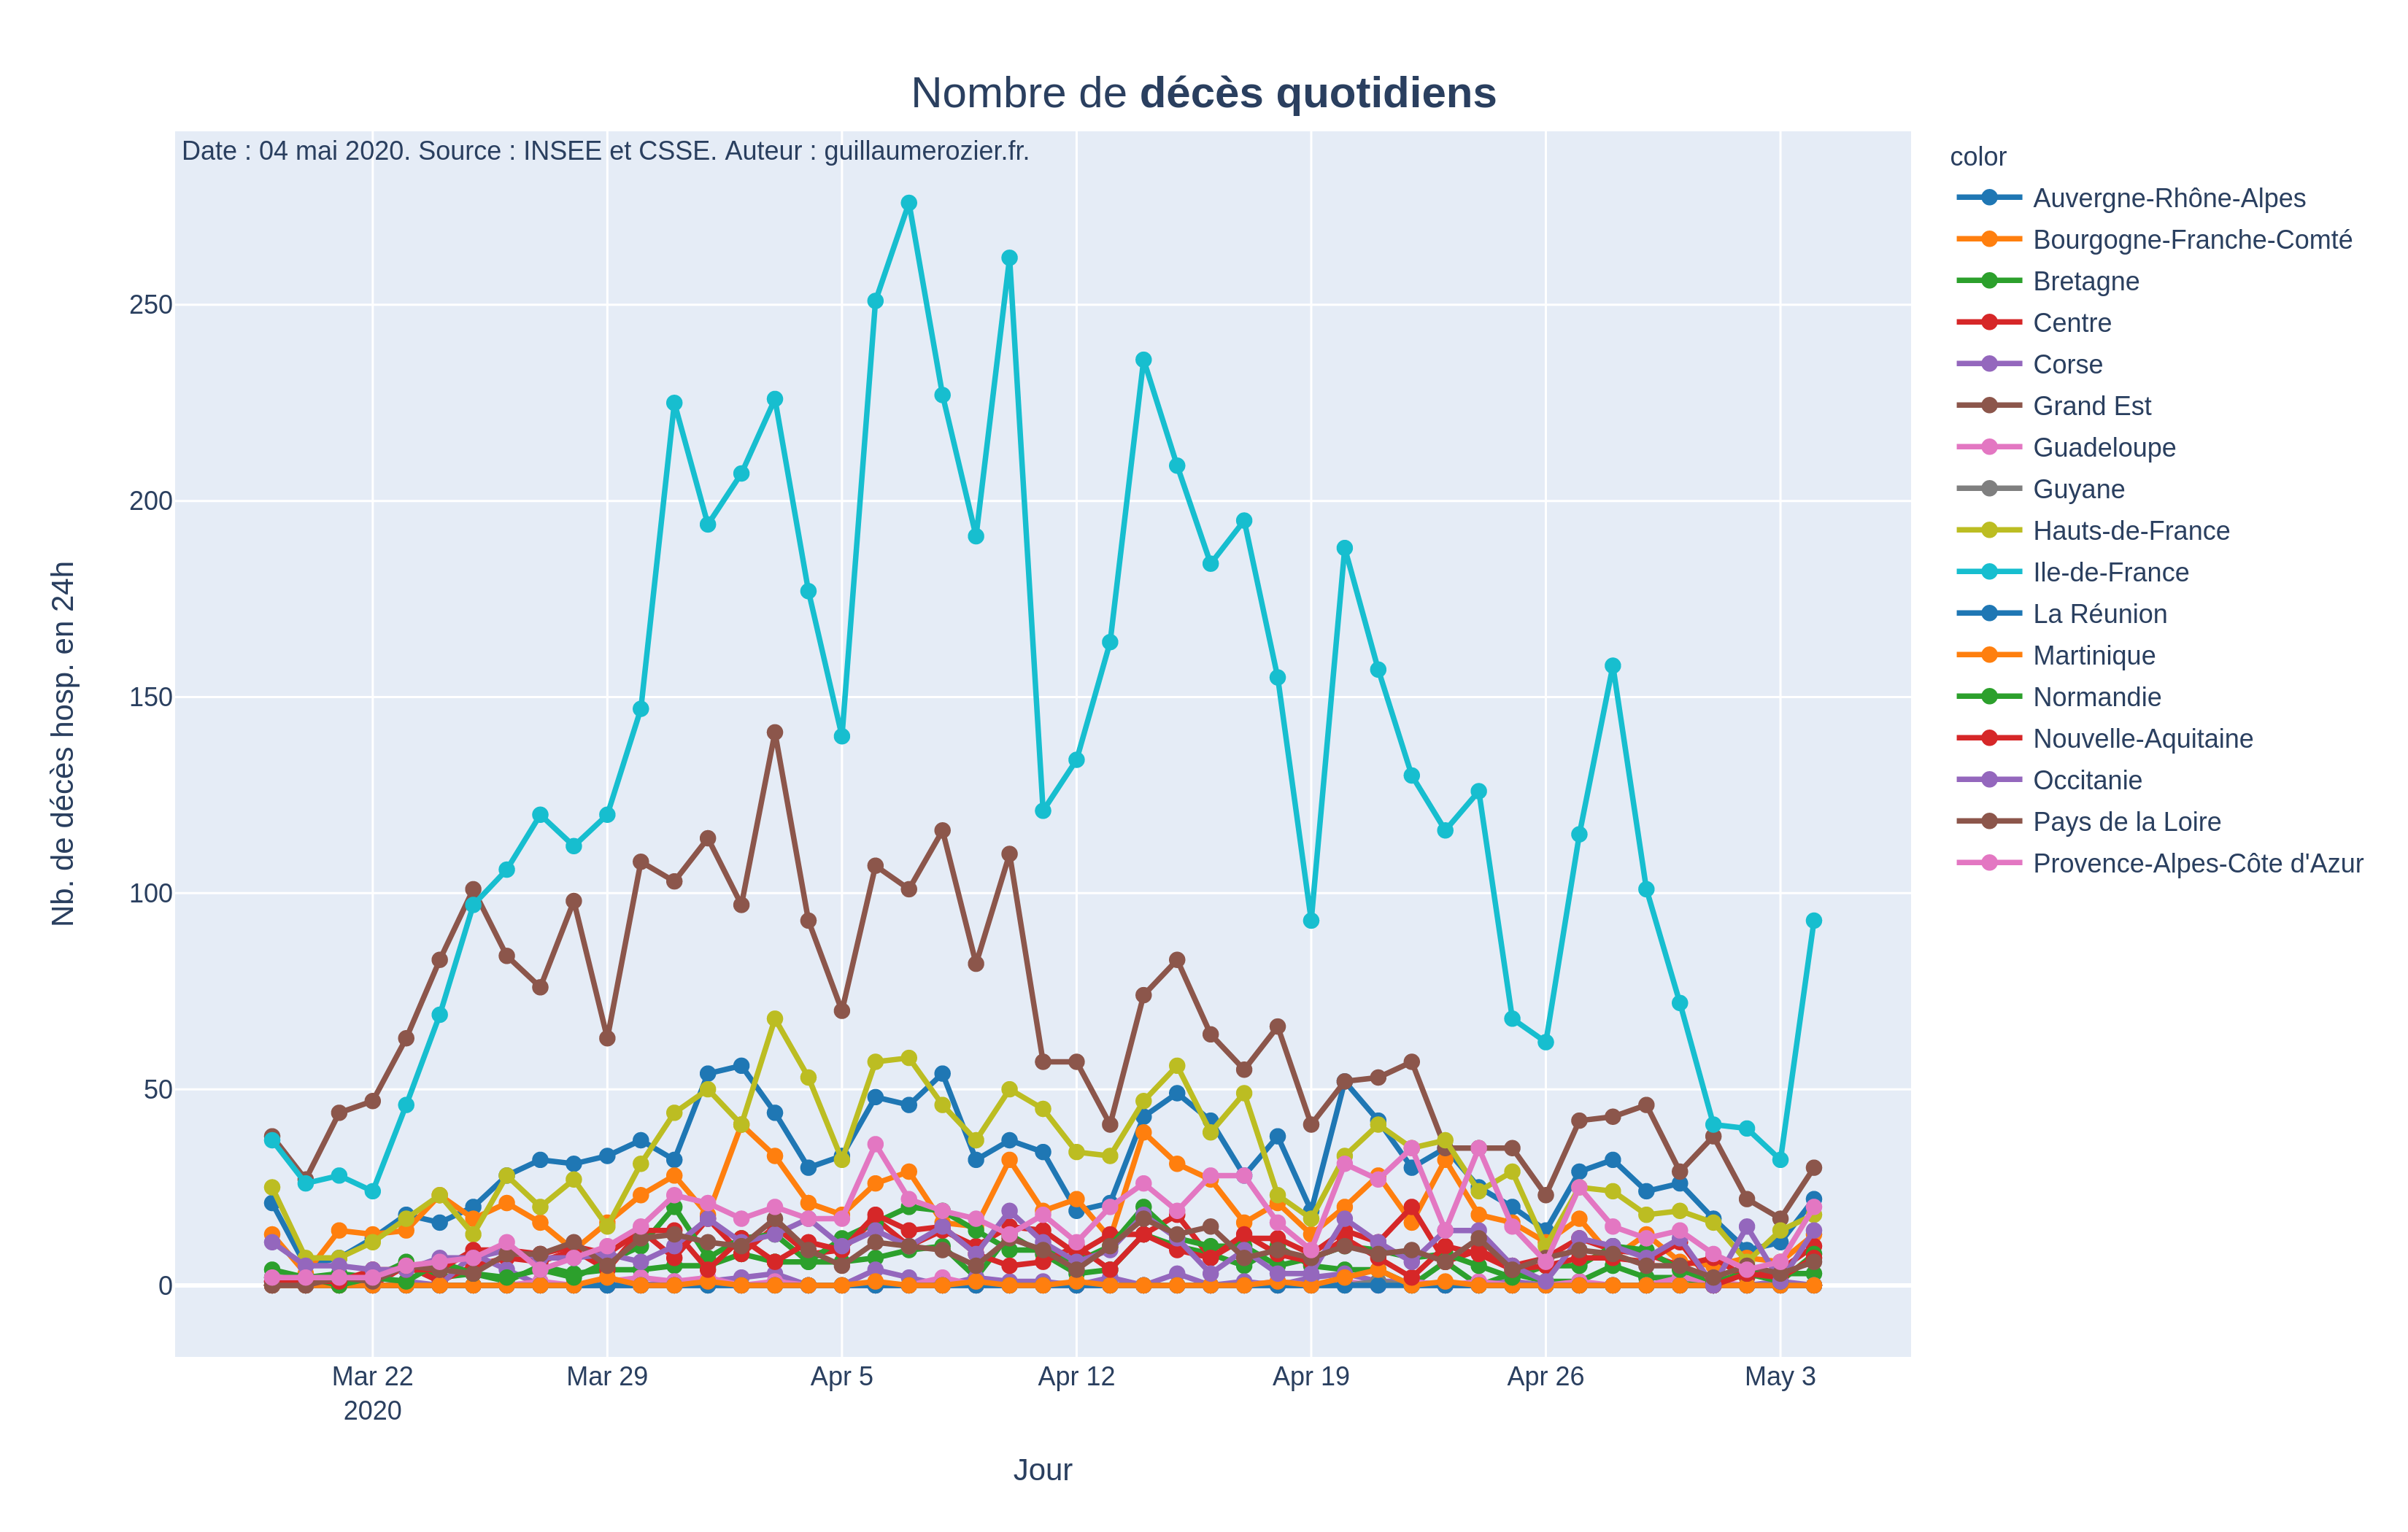 Nombre de décès quotidiens
Date : 04 mai 2020. Source : INSEE et CSSE. Auteur : guillaumerozier.fr.
color
Auvergne-Rhône-Alpes
Bourgogne-Franche-Comté
Bretagne
Centre
Corse
Grand Est
Guadeloupe
Guyane
Hauts-de-France
Ile-de-France
La Réunion
Martinique
Normandie
Nouvelle-Aquitaine
Occitanie
Pays de la Loire
Provence-Alpes-Côte d'Azur
Nb. de décès hosp. en 24h
250
200
150
100
50
0
Mar 22 Mar 29 Apr 5 Apr 12 Apr 19 Apr 26 May 3
2020
Jour